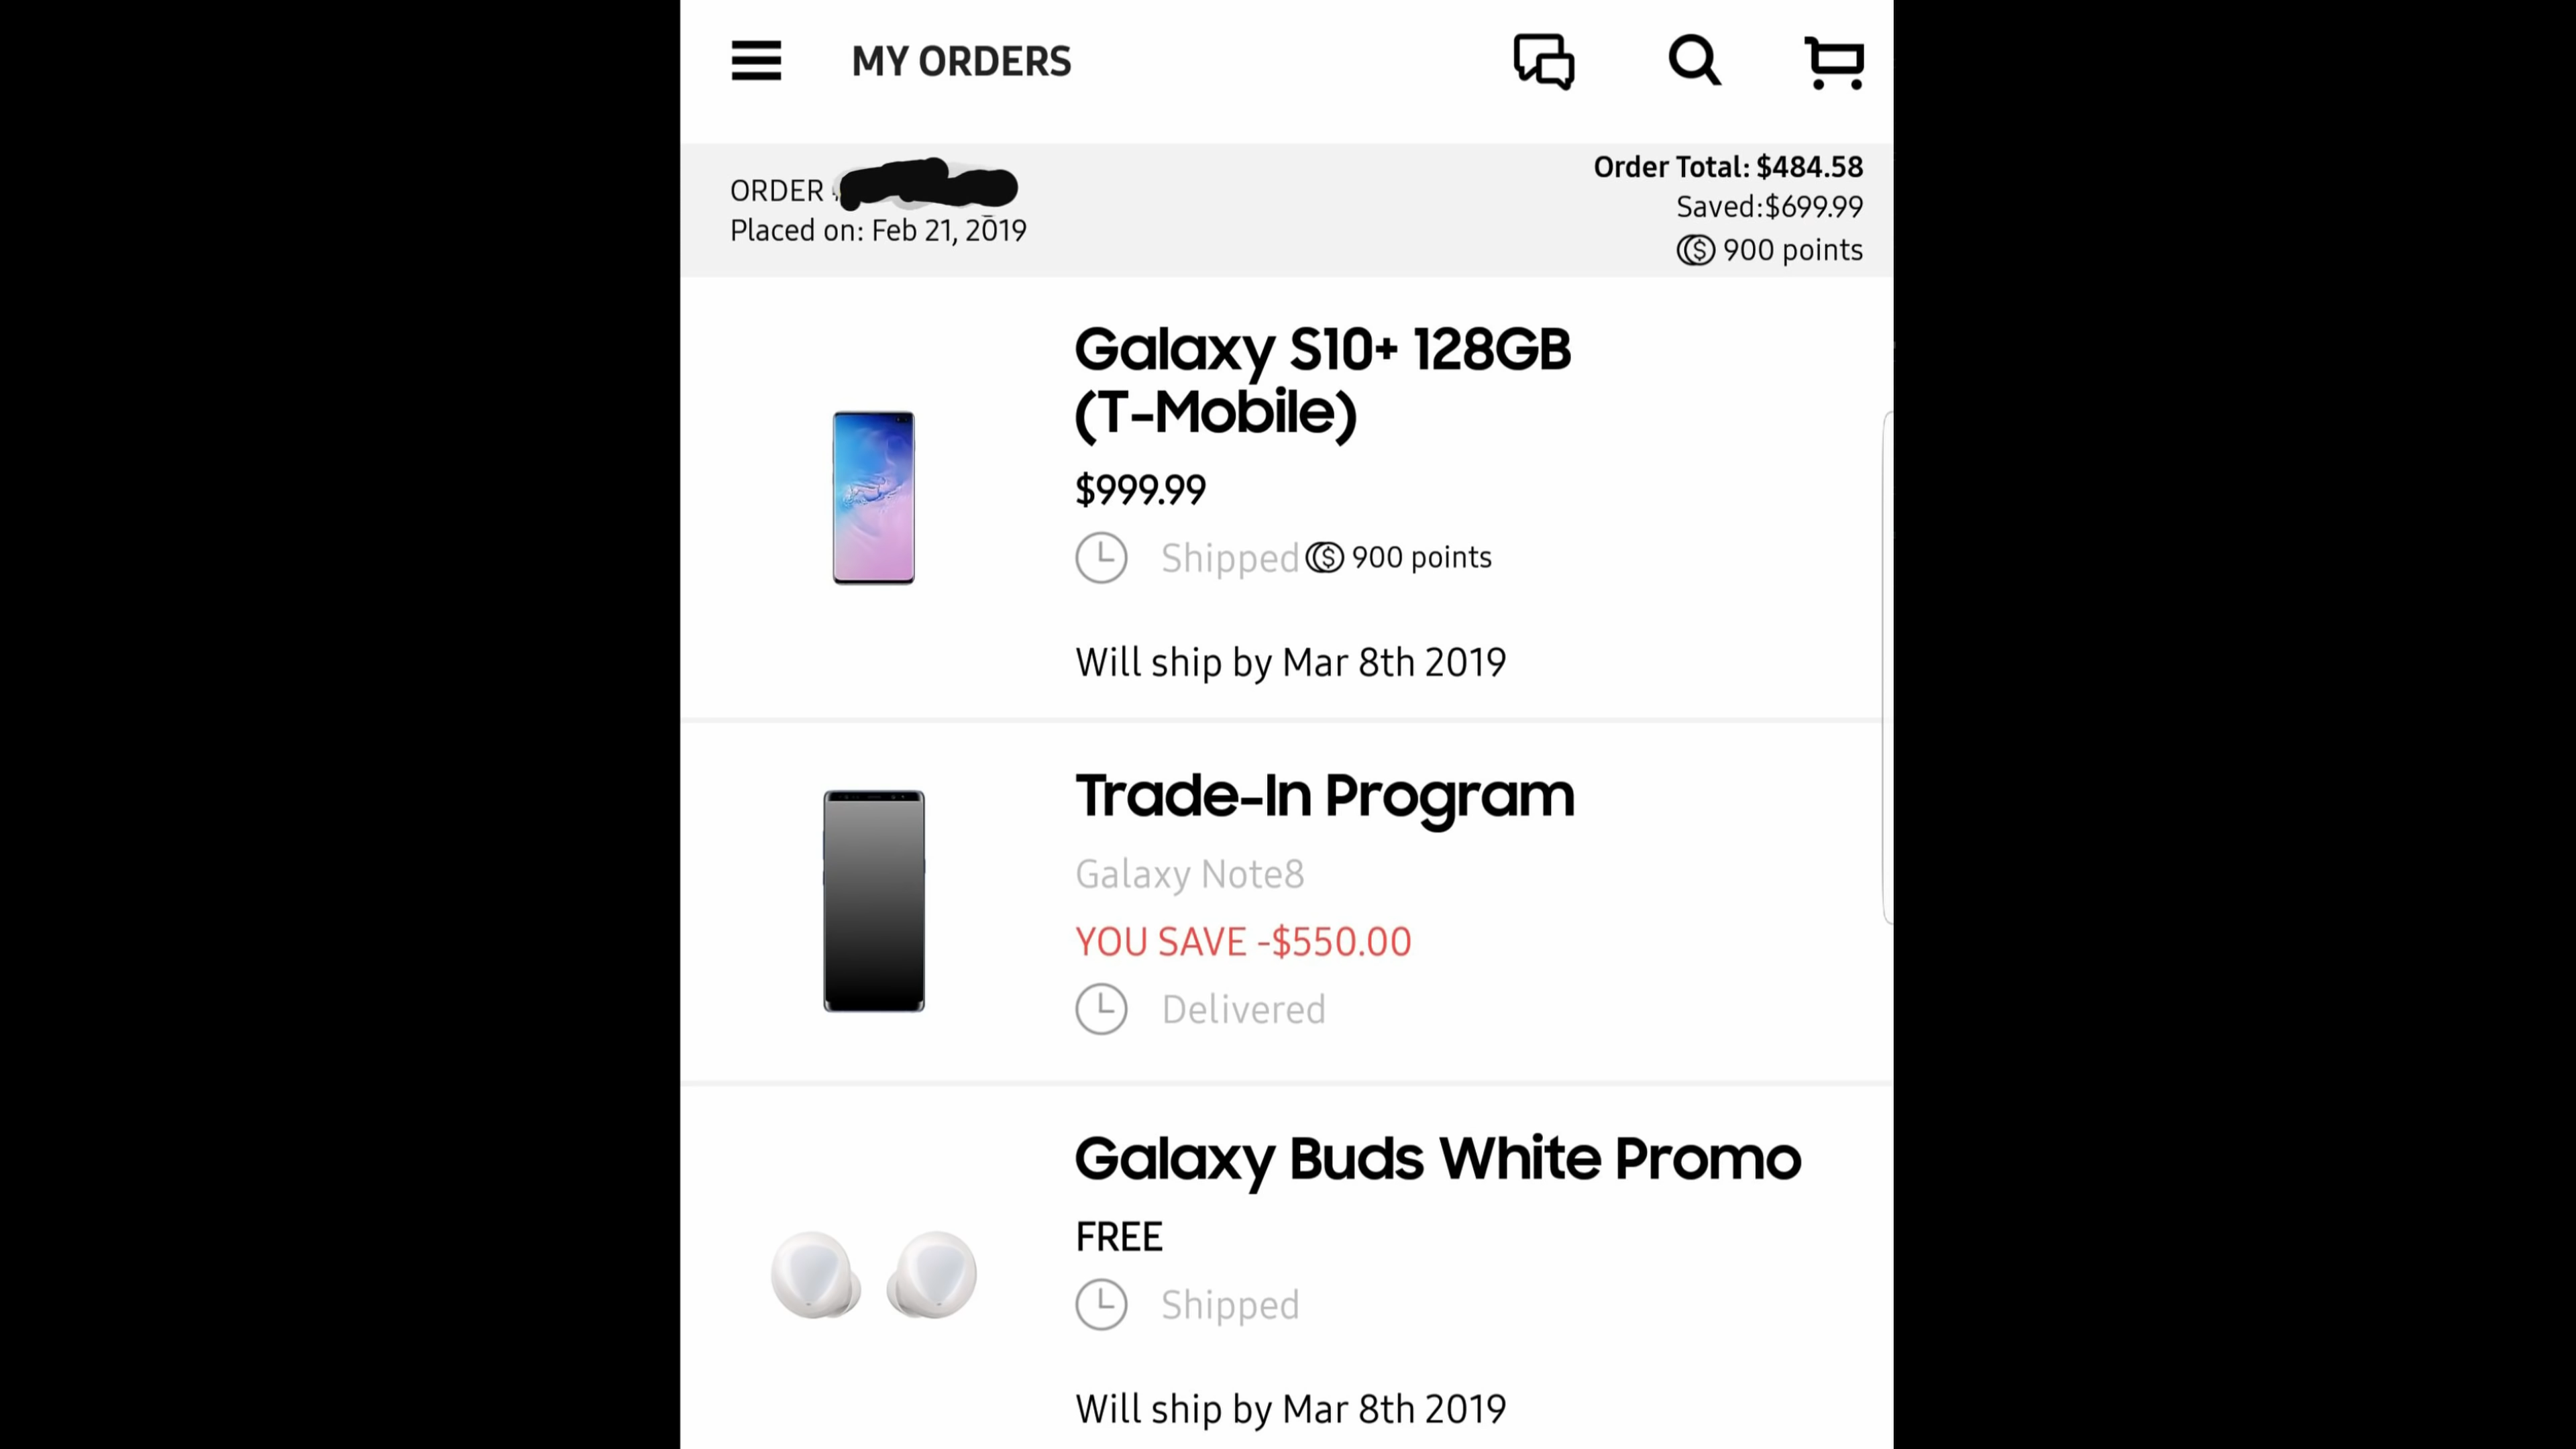 MY ORDERS
ORDER
Placed on: Feb 21, 2019
Order Total: $484.58
Saved:$699.99
900 points
Galaxy S10+ 128GB
(T-Mobile)
$999.99
Shipped 900 points
Will ship by Mar 8th 2019
Trade-In Program
Galaxy Note8
YOU SAVE -$550.00
Delivered
Galaxy Buds White Promo
FREE
Shipped
Will ship by Mar 8th 2019